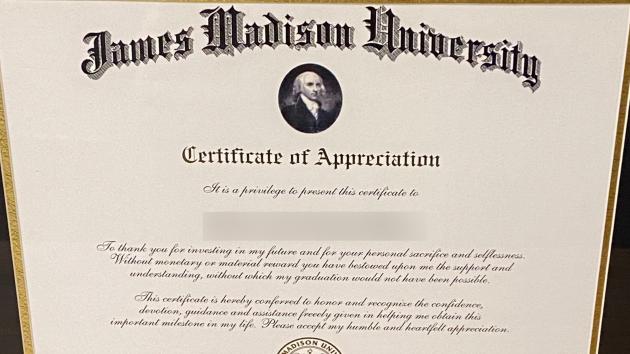 James Madison University
Certificate of Appreciation
It is a privilege to present this certificate to
To thank you for investing in my future and for your personal sacrifice and selflessness.
Without monetary or material reward you have bestowed upon me the support and
understanding, without which my graduation would not have been possible.
This certificate is hereby conferred to honor and recognize the confidence,
devotion, guidance and assistance freeely given in helping me obtain this
important milestone in my life. Please accept my humble and heartfelt appreciation.
MADISON UNI